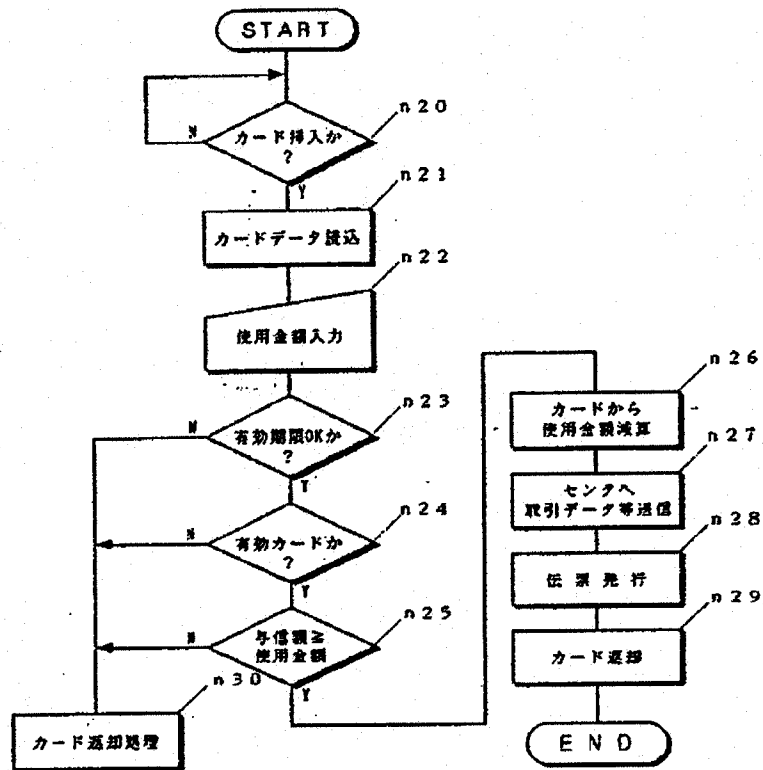 START
n20
カード挿入か
?
N
Y
n21
カードデータ読込
n22
使用金額入力
n23
有効期限OKか
?
N
Y
n24
有効カードか
?
N
Y
n25
与信額≧
使用金額
N
Y
n30
カード返却処理
n26
カードから
使用金額減算
n27
センタへ
取引データ等送信
n28
伝票発行
n29
カード返却
END